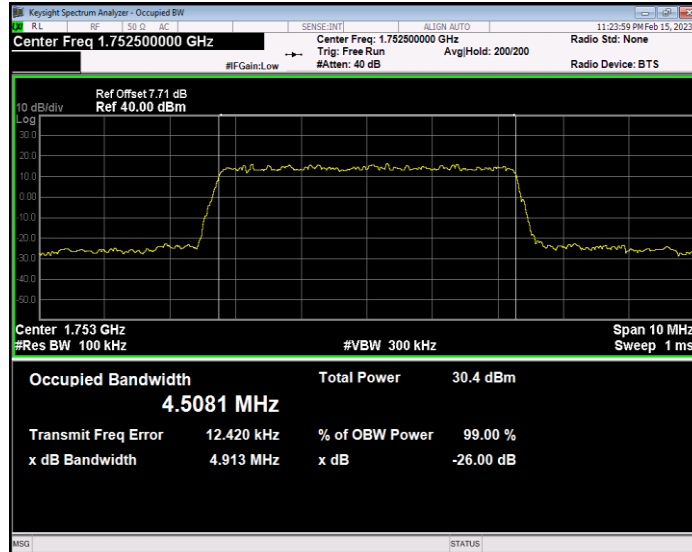 Keysight Spectrum Analyzer - Occupied BW
RL RF 50 Ω AC SENSE:INT ALIGN AUTO 11:23:59 PM Feb 15, 2023
Center Freq 1.752500000 GHz
Center Freq: 1.752500000 GHz
Radio Std: None
Trig: Free Run
Avg|Hold: 200/200
#IFGain:Low
#Atten: 40 dB
Radio Device: BTS
Ref Offset 7.71 dB
10 dB/div
Ref 40.00 dBm
Log
30.0
20.0
10.0
0.00
-10.0
-20.0
-30.0
-40.0
-50.0
Center 1.753 GHz
Span 10 MHz
#Res BW 100 kHz
#VBW 300 kHz
Sweep 1 ms
Occupied Bandwidth
Total Power 30.4 dBm
4.5081 MHz
Transmit Freq Error 12.420 kHz
% of OBW Power 99.00 %
x dB Bandwidth 4.913 MHz
x dB -26.00 dB
MSG STATUS